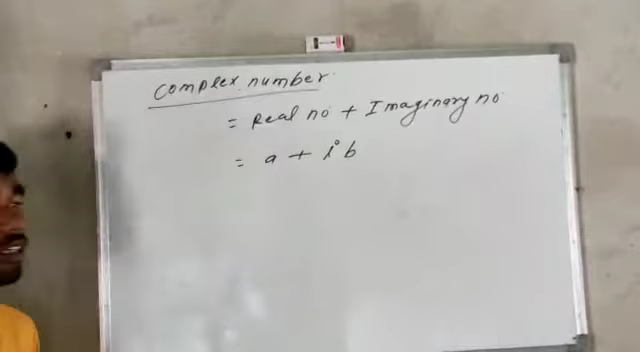 complex number
= Real no + Imaginary no
= a + ib